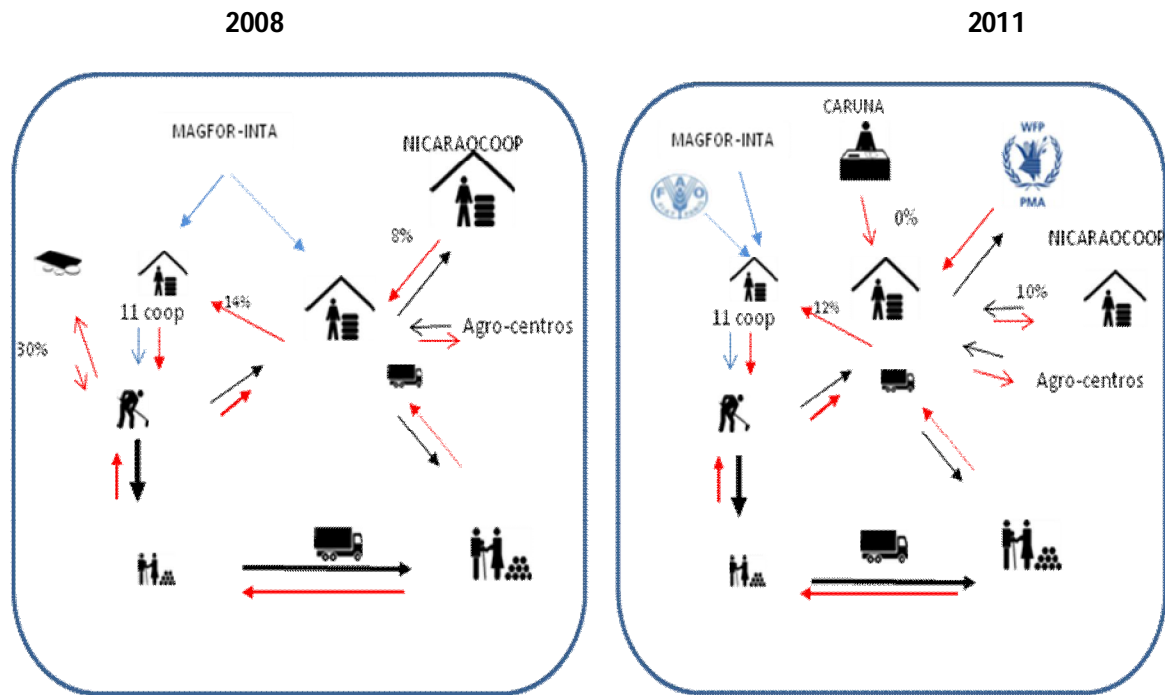 2008
2011
MAGFOR-INTA
NICARAOCOOP
8%
11 coop
14%
Agro-centros
30%
CARUNA
MAGFOR-INTA
WFP
FAO
PMA
0%
NICARAOCOOP
10%
11 coop
12%
Agro-centros